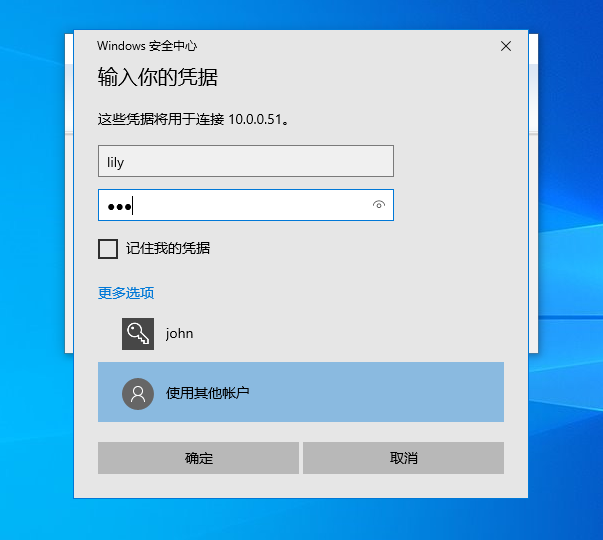 Windows 安全中心
输入你的凭据
这些凭据将用于连接 10.0.0.51。
lily
●●●
记住我的凭据
更多选项
john
使用其他帐户
确定
取消